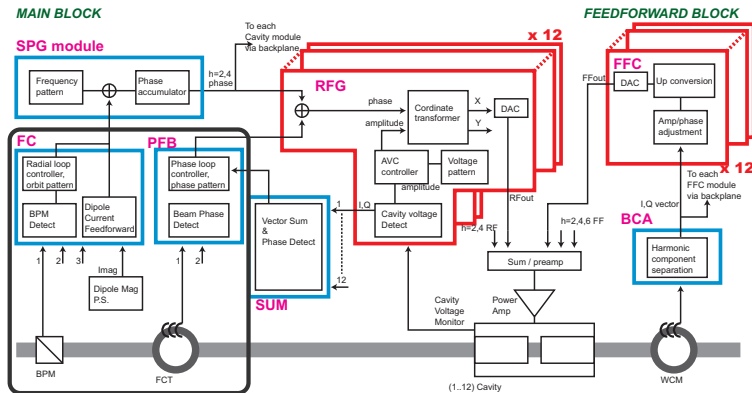 MAIN BLOCK
FEEDFORWARD BLOCK
SPG module
Frequency
pattern
Phase
accumulator
h=2,4
phase
To each
Cavity module
via backplane
x 12
RFG
phase
amplitude
Cordinate
transformer
X
Y
DAC
AVC
controller
Voltage
pattern
amplitude
Cavity voltage
Detect
I,Q
RFout
FFout
FFC
DAC
Up conversion
Amp/phase
adjustment
x 12
To each
FFC module
via backplane
I,Q vector
BCA
Harmonic
component
separation
FC
Radial loop
controller,
orbit pattern
BPM
Detect
Dipole
Current
Feedforward
1
2
3
Imag
Dipole Mag
P.S.
PFB
Phase loop
controller,
phase pattern
Beam Phase
Detect
1
2
Vector Sum
&
Phase Detect
1
12
SUM
h=2,4 RF
h=2,4,6 FF
Sum / preamp
Power
Amp
Cavity
Voltage
Monitor
BPM
FCT
(1..12) Cavity
WCM